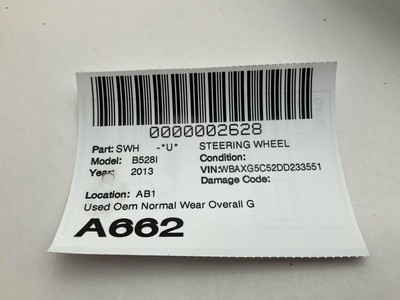 0000002628
Part: SWH -*U* STEERING WHEEL
Model: B528I Condition:
Year: 2013 VIN:WBAXG5C52DD233551
Damage Code:
Location: AB1
Used Oem Normal Wear Overall G
A662